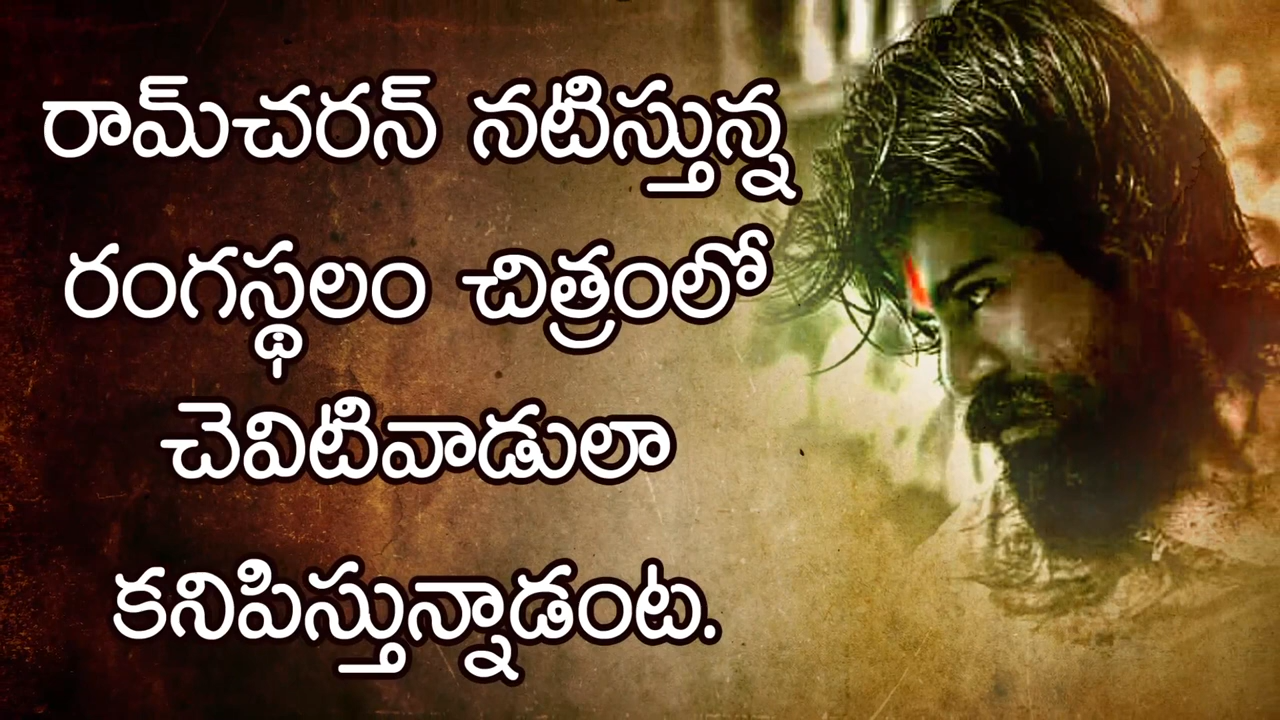 రామ్‌చరన్ నటిస్తున్న
రంగస్థలం చిత్రంలో
చెవిటివాడులా
కనిపిస్తున్నాడంట.